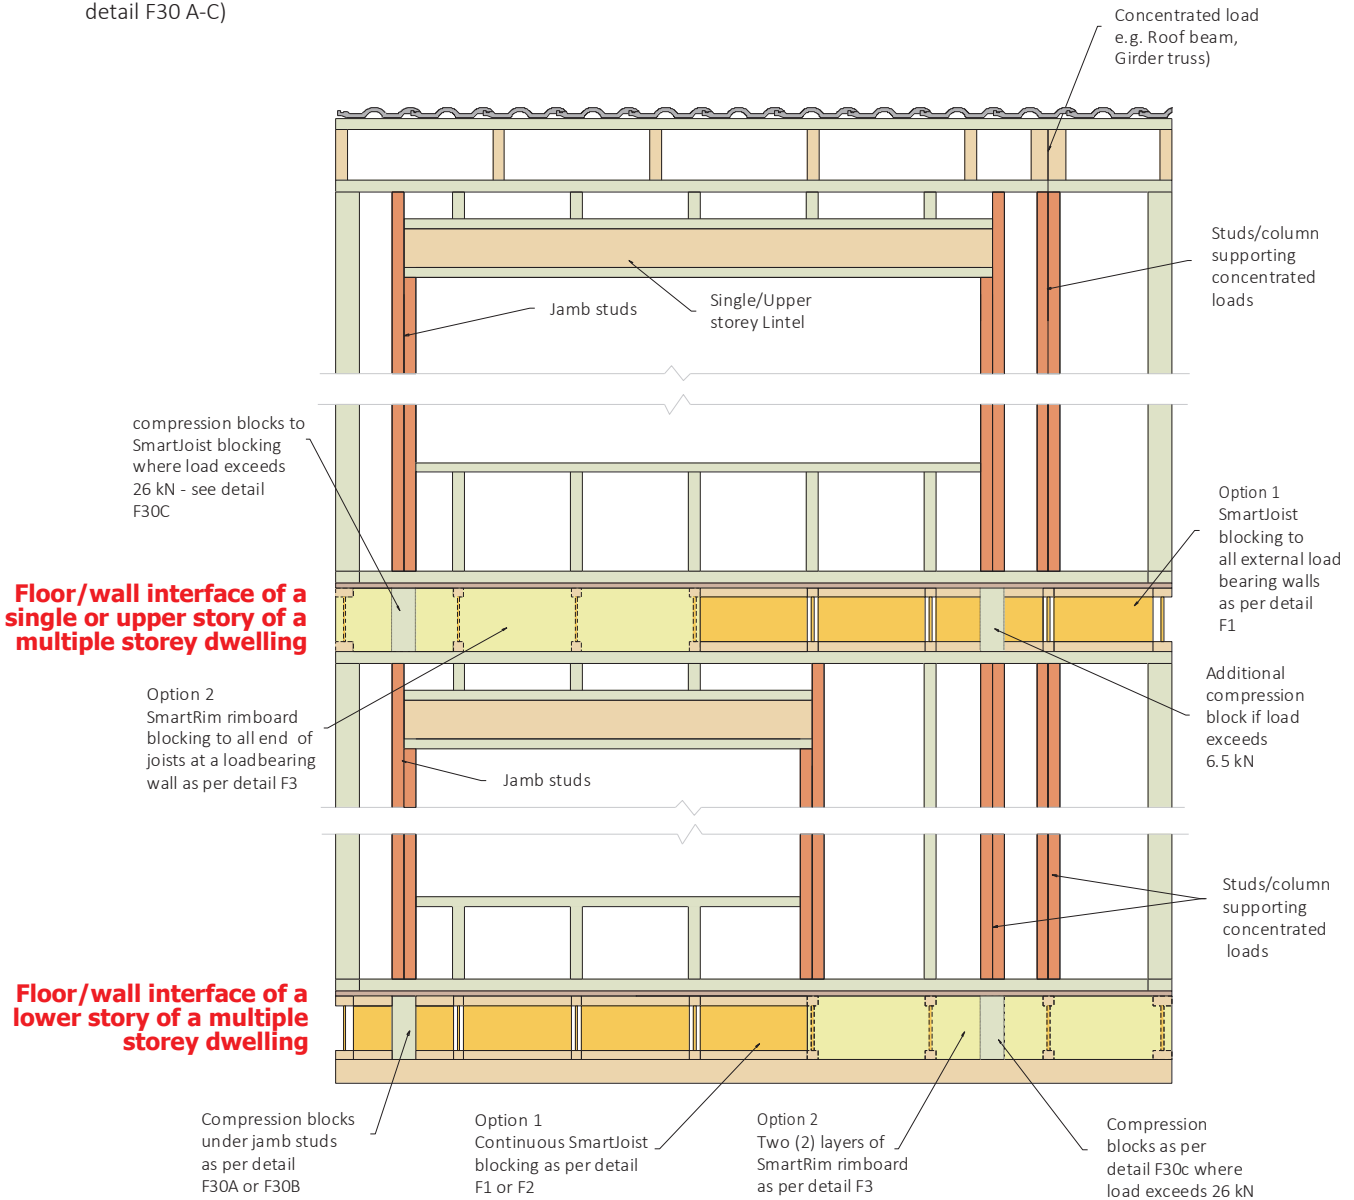 detail F30 A-C)
Concentrated load
e.g. Roof beam,
Girder truss)
Studs/column
supporting
concentrated
loads
Jamb studs
Single/Upper
storey Lintel
compression blocks to
SmartJoist blocking
where load exceeds
26 kN - see detail
F30C
Option 1
SmartJoist
blocking to
all external load
bearing walls
as per detail
F1
Floor/wall interface of a
single or upper story of a
multiple storey dwelling
Option 2
SmartRim rimboard
blocking to all end of
joists at a loadbearing
wall as per detail F3
Additional
compression
block if load
exceeds
6.5 kN
Jamb studs
Studs/column
supporting
concentrated
loads
Floor/wall interface of a
lower story of a multiple
storey dwelling
Compression blocks
under jamb studs
as per detail
F30A or F30B
Option 1
Continuous SmartJoist
blocking as per detail
F1 or F2
Option 2
Two (2) layers of
SmartRim rimboard
as per detail F3
Compression
blocks as per
detail F30c where
load exceeds 26 kN